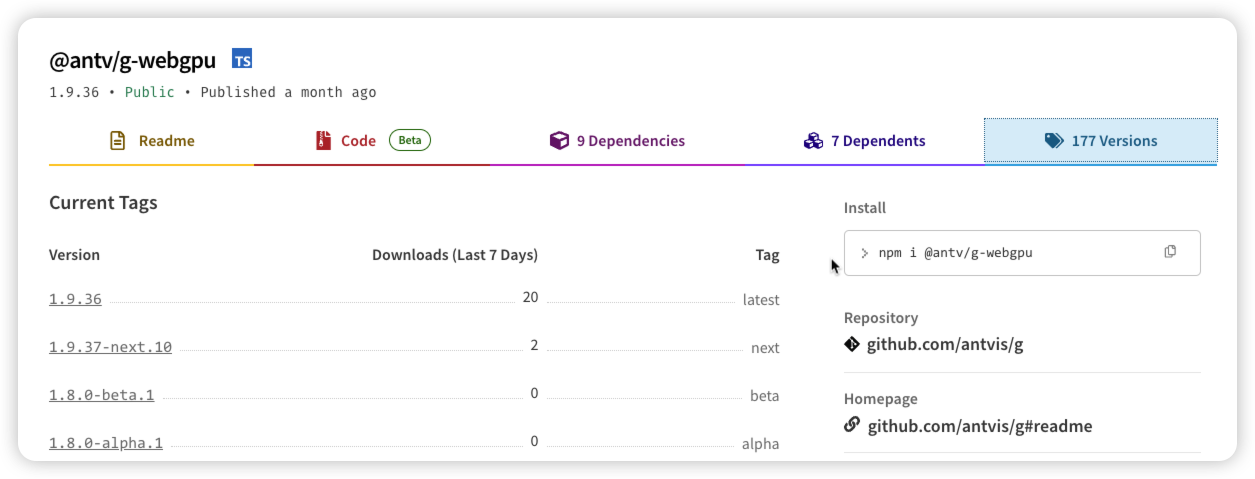 @antv/g-webgpu TS
1.9.36 • Public • Published a month ago
Readme
Code Beta
9 Dependencies
7 Dependents
177 Versions
Current Tags
Version Downloads (Last 7 Days) Tag
1.9.36 20 latest
1.9.37-next.10 2 next
1.8.0-beta.1 0 beta
1.8.0-alpha.1 0 alpha
Install
> npm i @antv/g-webgpu
Repository
github.com/antvis/g
Homepage
github.com/antvis/g#readme